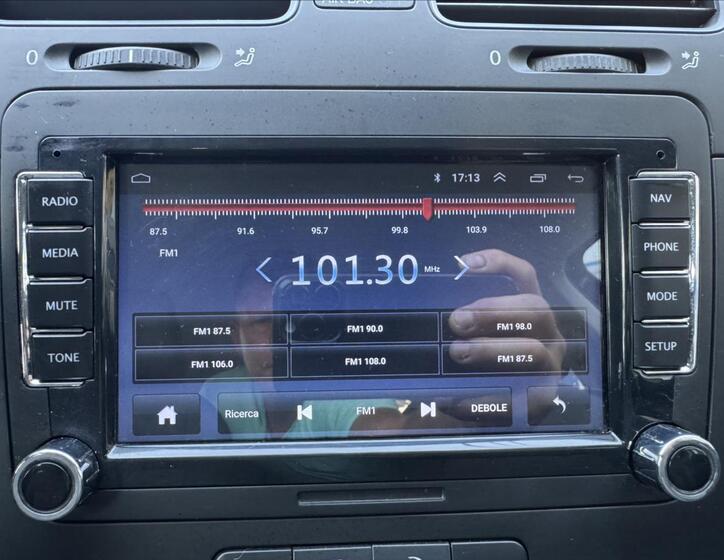 AIR BAG OFF
0
0
RADIO
MEDIA
MUTE
TONE
17:13
87.5 91.6 95.7 99.8 103.9 108.0
FM1
101.30 MHz
FM1 87.5 FM1 90.0 FM1 98.0
FM1 106.0 FM1 108.0 FM1 87.5
Ricerca FM1 DEBOLE
NAV
PHONE
MODE
SETUP